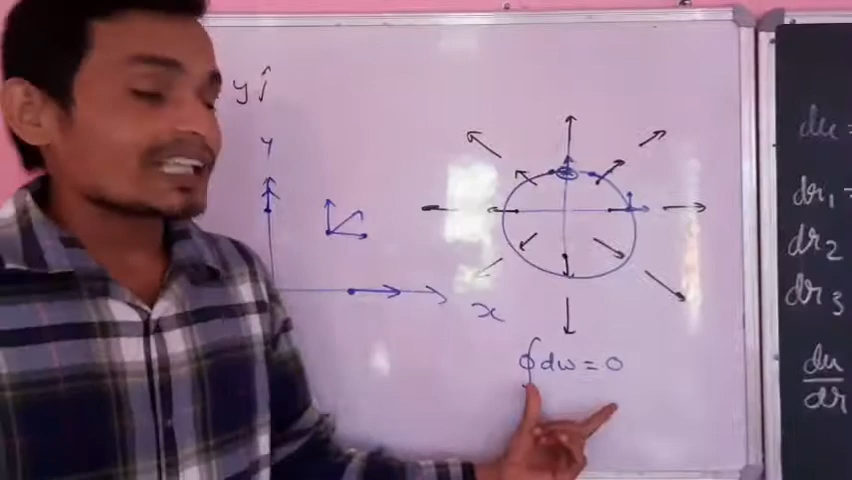 y ĵ
y
x
∮dw = 0
du =
dr₁ =
dr₂
dr₃
du/dr